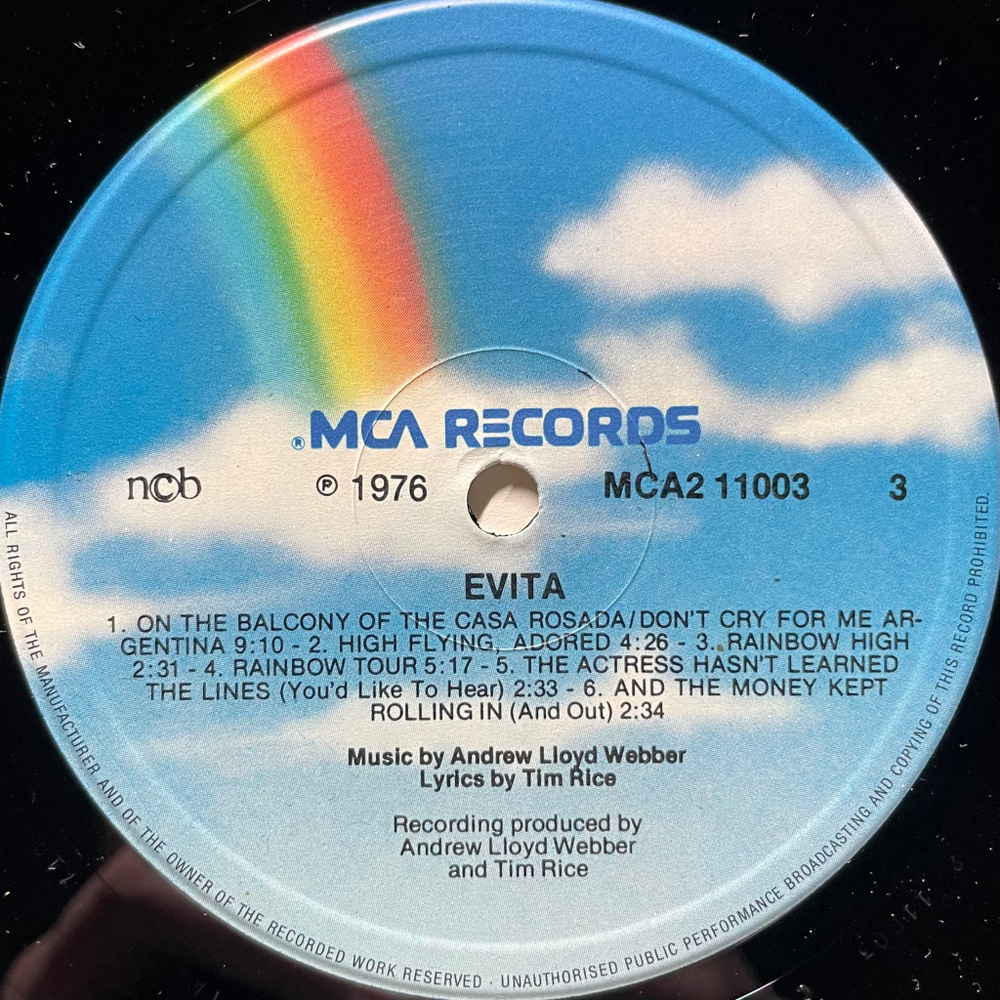 ® MCA RECORDS
ncb ℗ 1976 MCA2 11003 3
EVITA
1. ON THE BALCONY OF THE CASA ROSADA/DON'T CRY FOR ME AR-
GENTINA 9:10 - 2. HIGH FLYING, ADORED 4:26 - 3. RAINBOW HIGH
2:31 - 4. RAINBOW TOUR 5:17 - 5. THE ACTRESS HASN'T LEARNED
THE LINES (You'd Like To Hear) 2:33 - 6. AND THE MONEY KEPT
ROLLING IN (And Out) 2:34
Music by Andrew Lloyd Webber
Lyrics by Tim Rice
Recording produced by
Andrew Lloyd Webber
and Tim Rice
ALL RIGHTS OF THE MANUFACTURER AND OF THE OWNER OF THE RECORDED WORK RESERVED · UNAUTHORISED PUBLIC PERFORMANCE BROADCASTING AND COPYING OF THIS RECORD PROHIBITED.